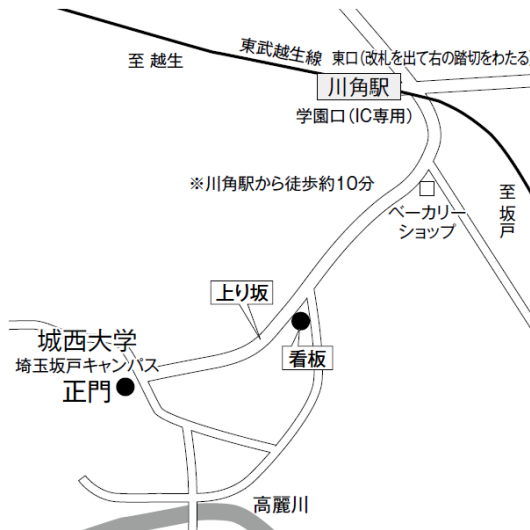 東武越生線
東口(改札を出て右の踏切をわたる)
至 越生
川角駅
学園口(IC専用)
※川角駅から徒歩約10分
至坂戸
ベーカリー
ショップ
上り坂
城西大学
埼玉坂戸キャンパス
正門
看板
高麗川